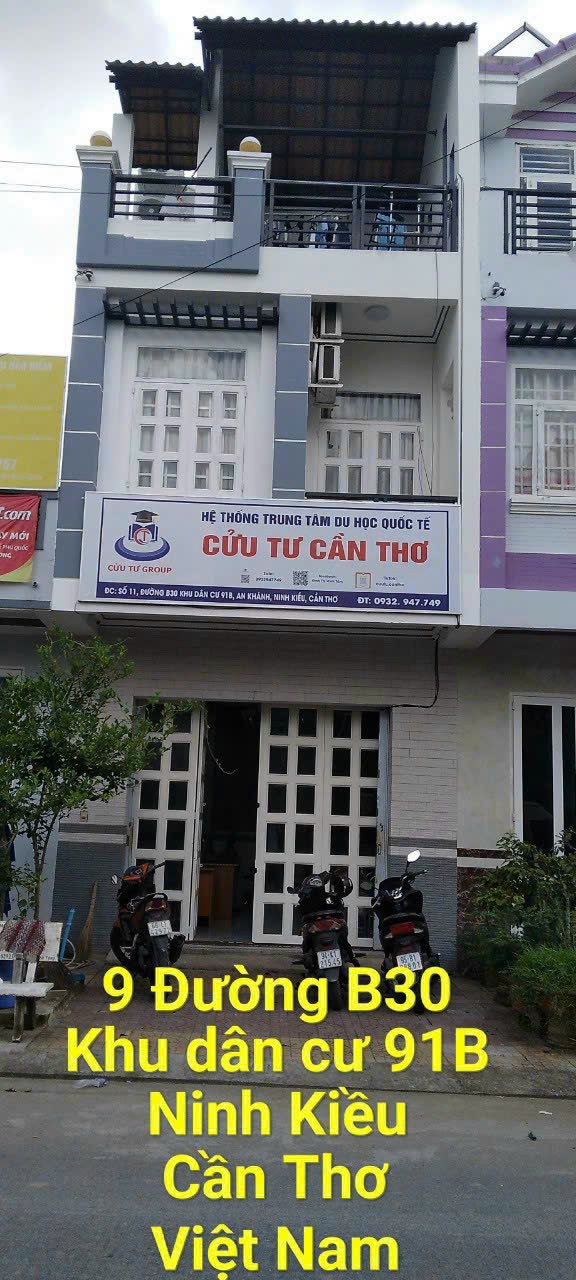 HỆ THỐNG TRUNG TÂM DU HỌC QUỐC TẾ
CỬU TƯ CẦN THƠ
CỬU TƯ GROUP
ĐC: SỐ 11, ĐƯỜNG B30 KHU DÂN CƯ 91B, AN KHÁNH, NINH KIỀU, CẦN THƠ
ĐT: 0932. 947.749
.com
9 Đường B30
Khu dân cư 91B
Ninh Kiều
Cần Thơ
Việt Nam